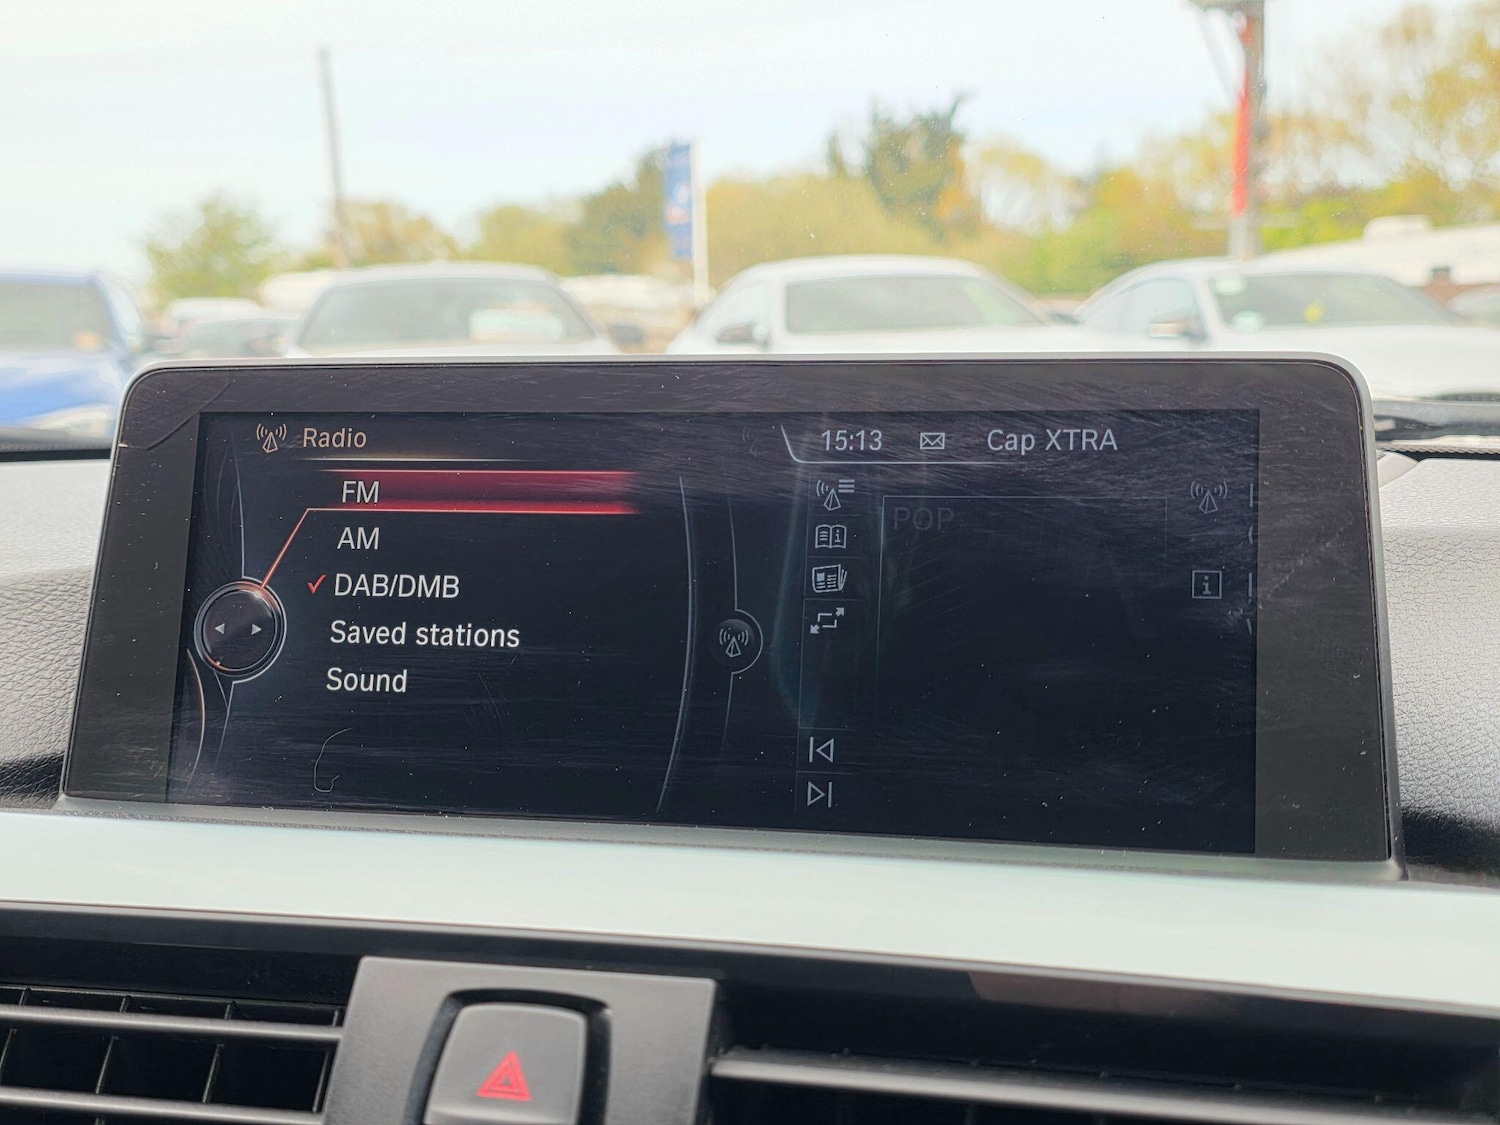 Radio
15:13
Cap XTRA
FM
AM
DAB/DMB
Saved stations
Sound
POP